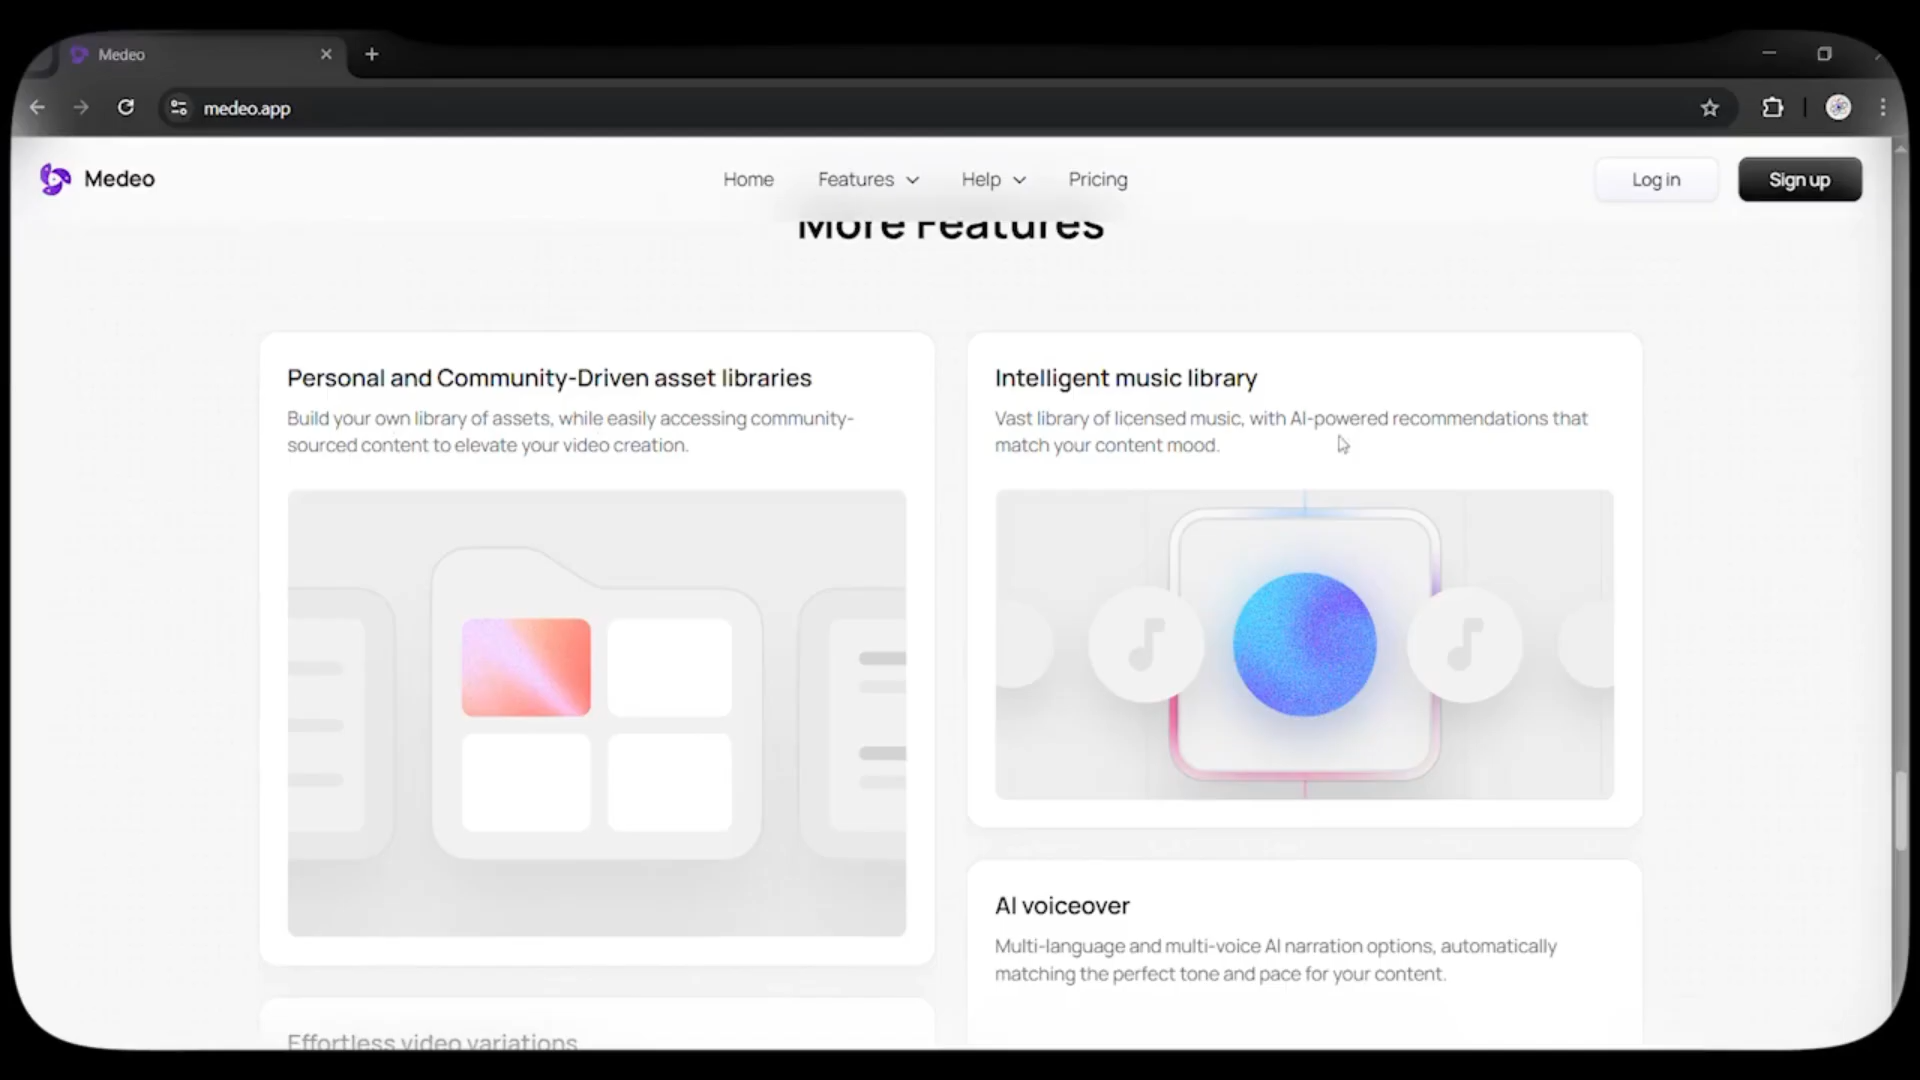 Medeo
medeo.app
Medeo
Home
Features
Help
Pricing
Log in
Sign up
More Features
Personal and Community-Driven asset libraries
Build your own library of assets, while easily accessing community-
sourced content to elevate your video creation.
Intelligent music library
Vast library of licensed music, with AI-powered recommendations that
match your content mood.
AI voiceover
Multi-language and multi-voice AI narration options, automatically
matching the perfect tone and pace for your content.
Effortless video variations